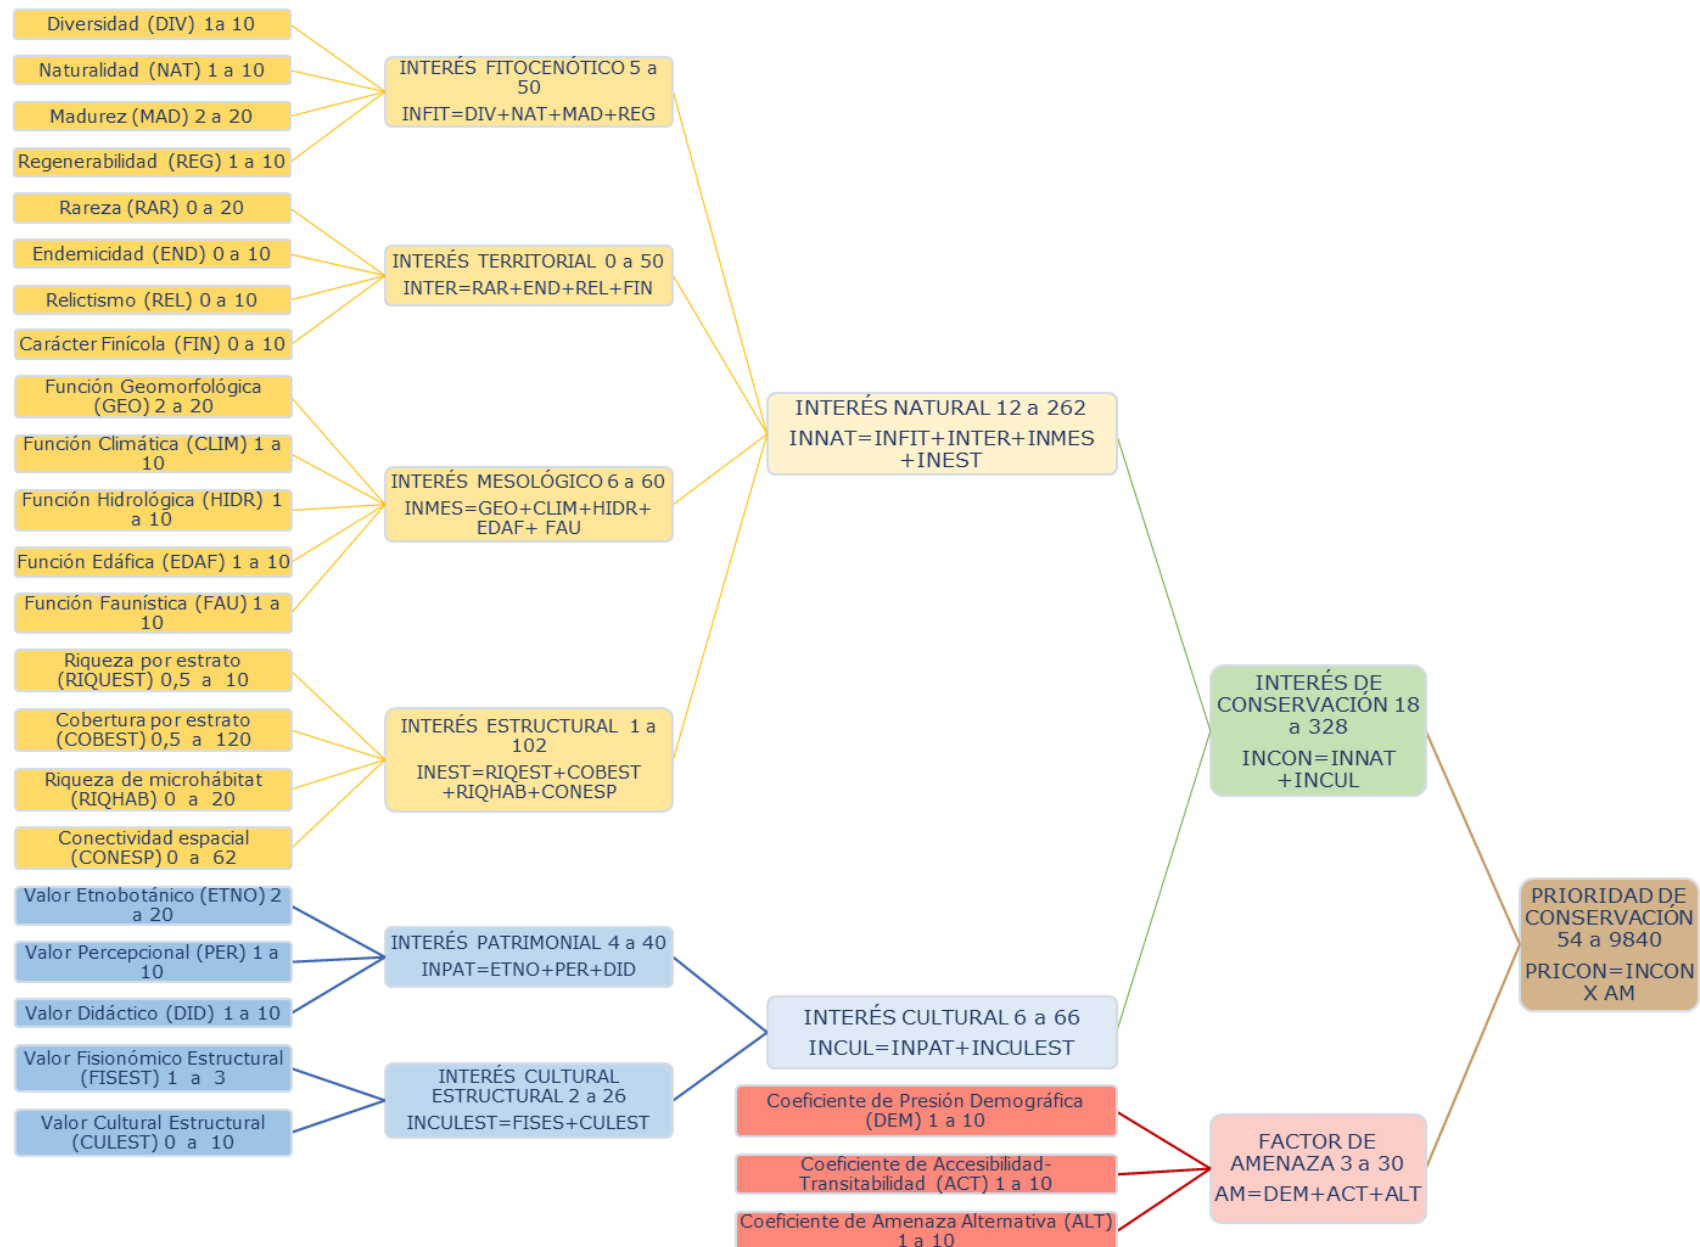 Diversidad (DIV) 1a 10
Naturalidad (NAT) 1 a 10
Madurez (MAD) 2 a 20
Regenerabilidad (REG) 1 a 10
Rareza (RAR) 0 a 20
Endemicidad (END) 0 a 10
Relictismo (REL) 0 a 10
Carácter Finícola (FIN) 0 a 10
Función Geomorfológica
(GEO) 2 a 20
Función Climática (CLIM) 1 a
10
Función Hidrológica (HIDR) 1
a 10
Función Edáfica (EDAF) 1 a 10
Función Faunística (FAU) 1 a
10
Riqueza por estrato
(RIQUEST) 0,5 a 10
Cobertura por estrato
(COBEST) 0,5 a 120
Riqueza de microhábitat
(RIQHAB) 0 a 20
Conectividad espacial
(CONESP) 0 a 62
Valor Etnobotánico (ETNO) 2
a 20
Valor Percepcional (PER) 1 a
10
Valor Didáctico (DID) 1 a 10
Valor Fisionómico Estructural
(FISEST) 1 a 3
Valor Cultural Estructural
(CULEST) 0 a 10
INTERÉS FITOCENÓTICO 5 a
50
INFIT=DIV+NAT+MAD+REG
INTERÉS TERRITORIAL 0 a 50
INTER=RAR+END+REL+FIN
INTERÉS MESOLÓGICO 6 a 60
INMES=GEO+CLIM+HIDR+
EDAF+ FAU
INTERÉS ESTRUCTURAL 1 a
102
INEST=RIQEST+COBEST
+RIQHAB+CONESP
INTERÉS PATRIMONIAL 4 a 40
INPAT=ETNO+PER+DID
INTERÉS CULTURAL
ESTRUCTURAL 2 a 26
INCULEST=FISES+CULEST
INTERÉS NATURAL 12 a 262
INNAT=INFIT+INTER+INMES
+INEST
INTERÉS CULTURAL 6 a 66
INCUL=INPAT+INCULEST
Coeficiente de Presión Demográfica
(DEM) 1 a 10
Coeficiente de Accesibilidad-
Transitabilidad (ACT) 1 a 10
Coeficiente de Amenaza Alternativa (ALT)
1 a 10
INTERÉS DE
CONSERVACIÓN 18
a 328
INCON=INNAT
+INCUL
FACTOR DE
AMENAZA 3 a 30
AM=DEM+ACT+ALT
PRIORIDAD DE
CONSERVACIÓN
54 a 9840
PRICON=INCON
X AM